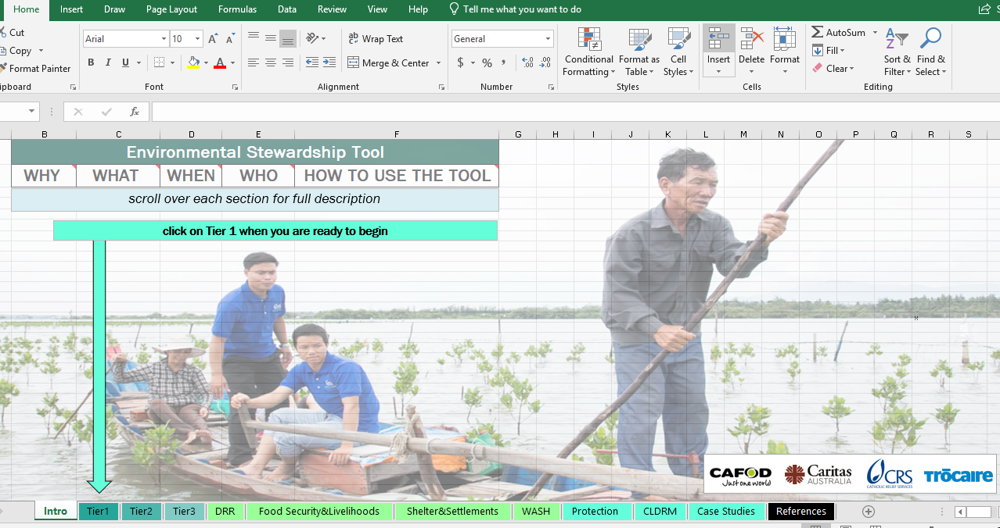 Home Insert Draw Page Layout Formulas Data Review View Help Tell me what you want to do
Cut
Copy
Format Painter
Arial 10 A A
B I U A
ab Wrap Text
Merge & Center
General
$ % ,
Conditional Formatting
Format as Table
Cell Styles
Insert Delete Format
AutoSum
Fill
Clear
Sort & Filter
Find & Select
Font Alignment Number Styles Cells Editing
fx
B C D E F G H I J K L M N O P Q R S
Environmental Stewardship Tool
WHY WHAT WHEN WHO HOW TO USE THE TOOL
scroll over each section for full description
click on Tier 1 when you are ready to begin
CAFOD
Just one world
Caritas
AUSTRALIA
CRS
CATHOLIC RELIEF SERVICES
Trócaire
Intro Tier1 Tier2 Tier3 DRR Food Security&Livelihoods Shelter&Settlements WASH Protection CLDRM Case Studies References